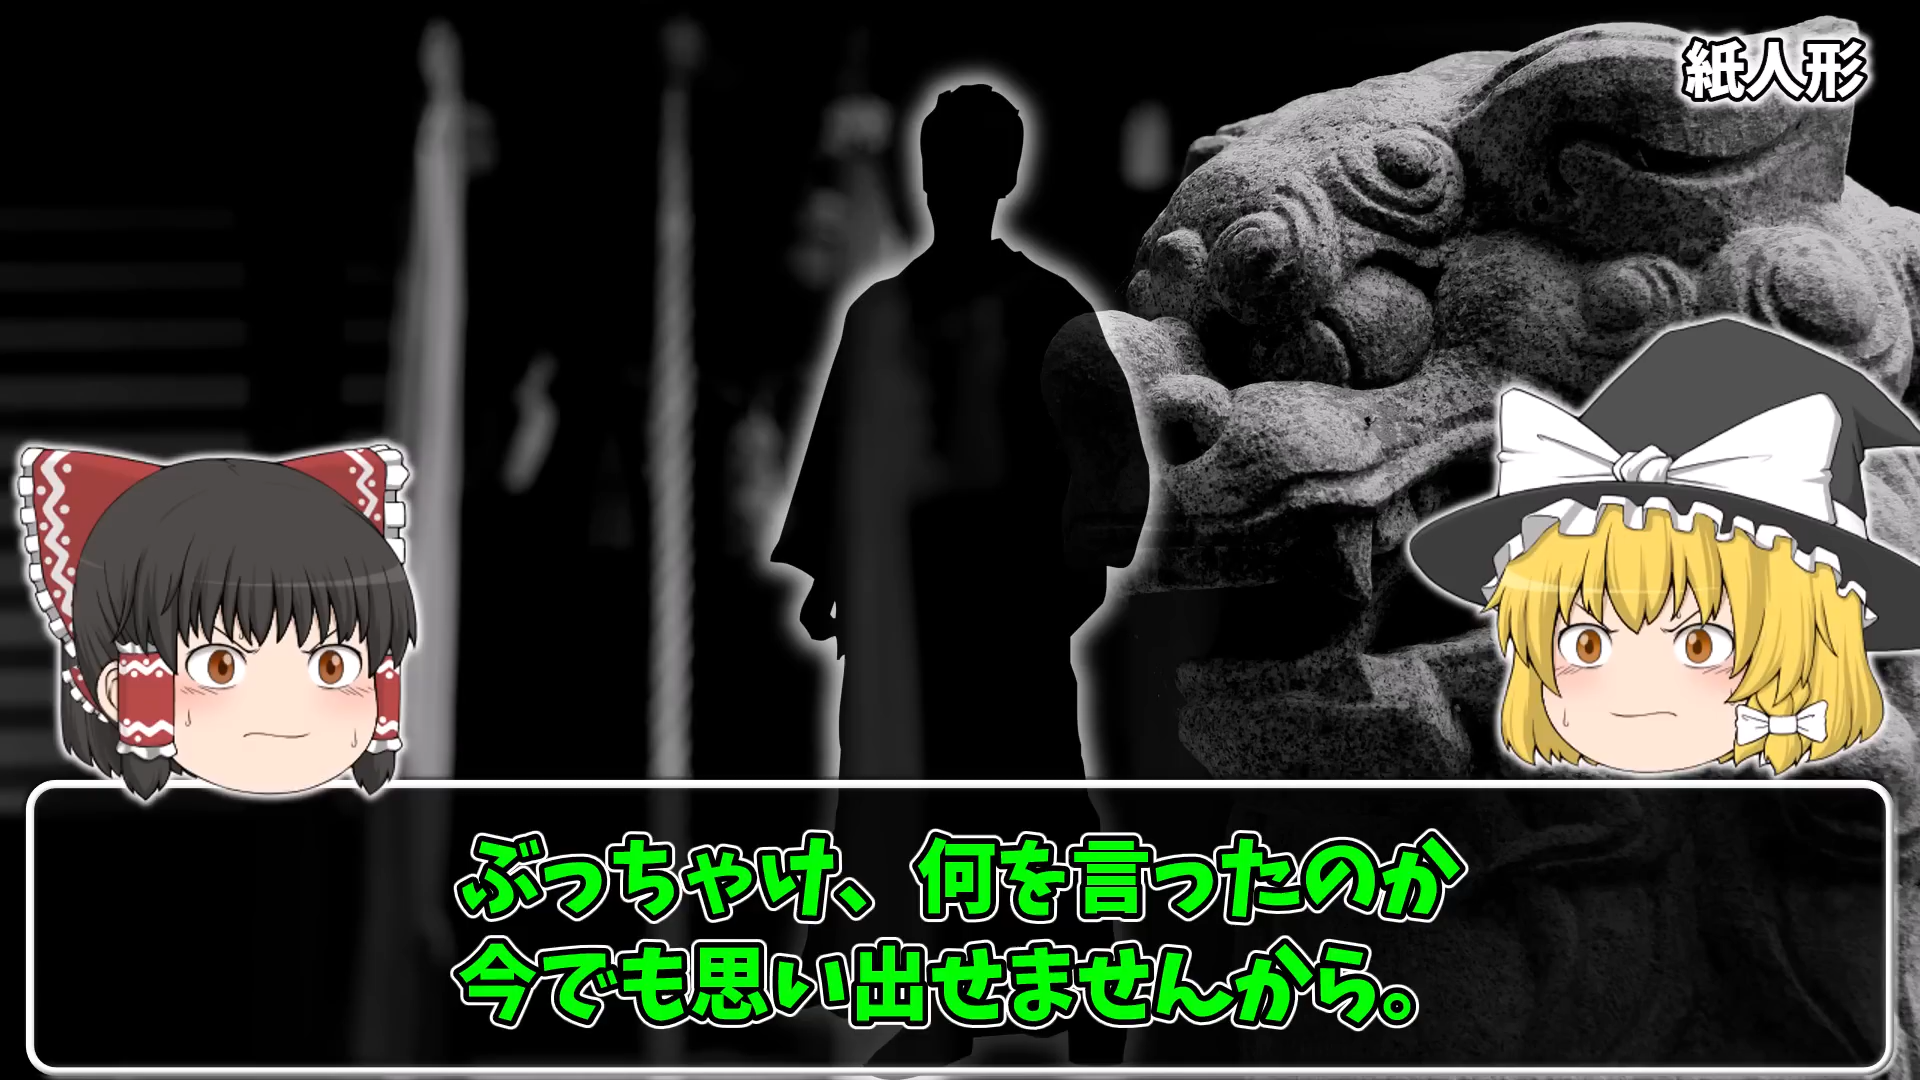 紙人形
ぶっちゃけ、何を言ったのか
今でも思い出せませんから。